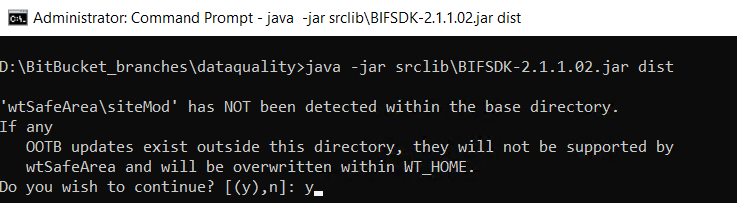 Administrator: Command Prompt - java  -jar srclib\BIFSDK-2.1.1.02.jar dist
D:\BitBucket_branches\dataquality>java -jar srclib\BIFSDK-2.1.1.02.jar dist
'wtSafeArea\siteMod' has NOT been detected within the base directory.
If any
   OOTB updates exist outside this directory, they will not be supported by
   wtSafeArea and will be overwritten within WT_HOME.
Do you wish to continue? [(y),n]: y